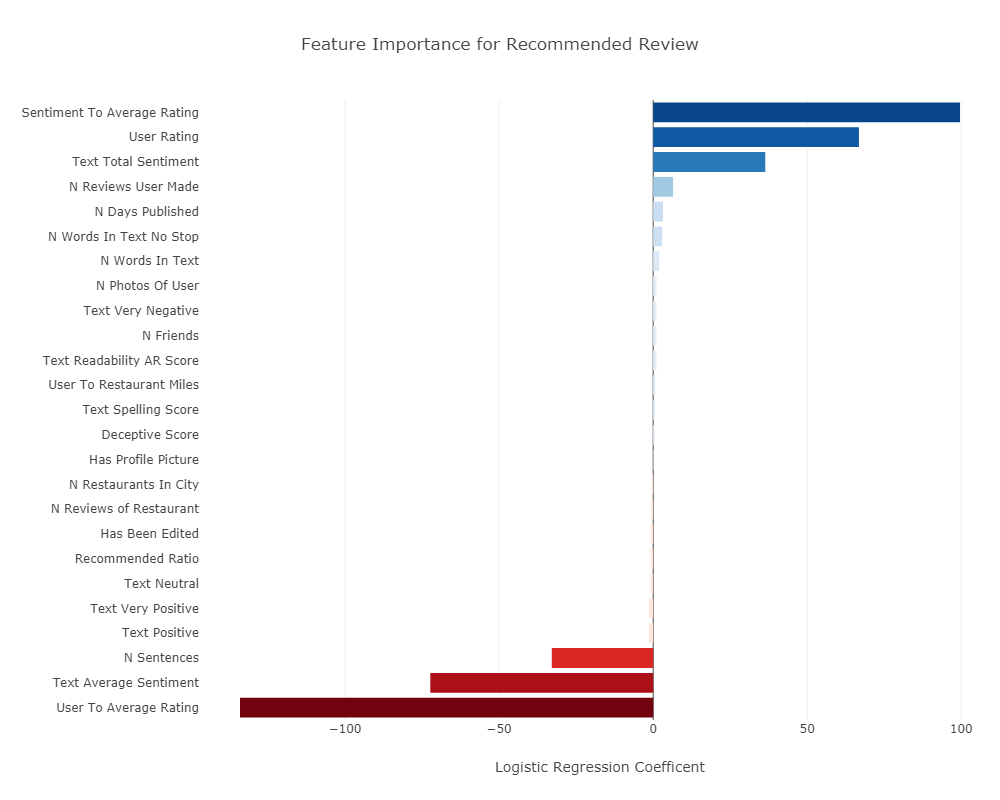 Feature Importance for Recommended Review
Sentiment To Average Rating
User Rating
Text Total Sentiment
N Reviews User Made
N Days Published
N Words In Text No Stop
N Words In Text
N Photos Of User
Text Very Negative
N Friends
Text Readability AR Score
User To Restaurant Miles
Text Spelling Score
Deceptive Score
Has Profile Picture
N Restaurants In City
N Reviews of Restaurant
Has Been Edited
Recommended Ratio
Text Neutral
Text Very Positive
Text Positive
N Sentences
Text Average Sentiment
User To Average Rating
−100 −50 0 50 100
Logistic Regression Coefficent